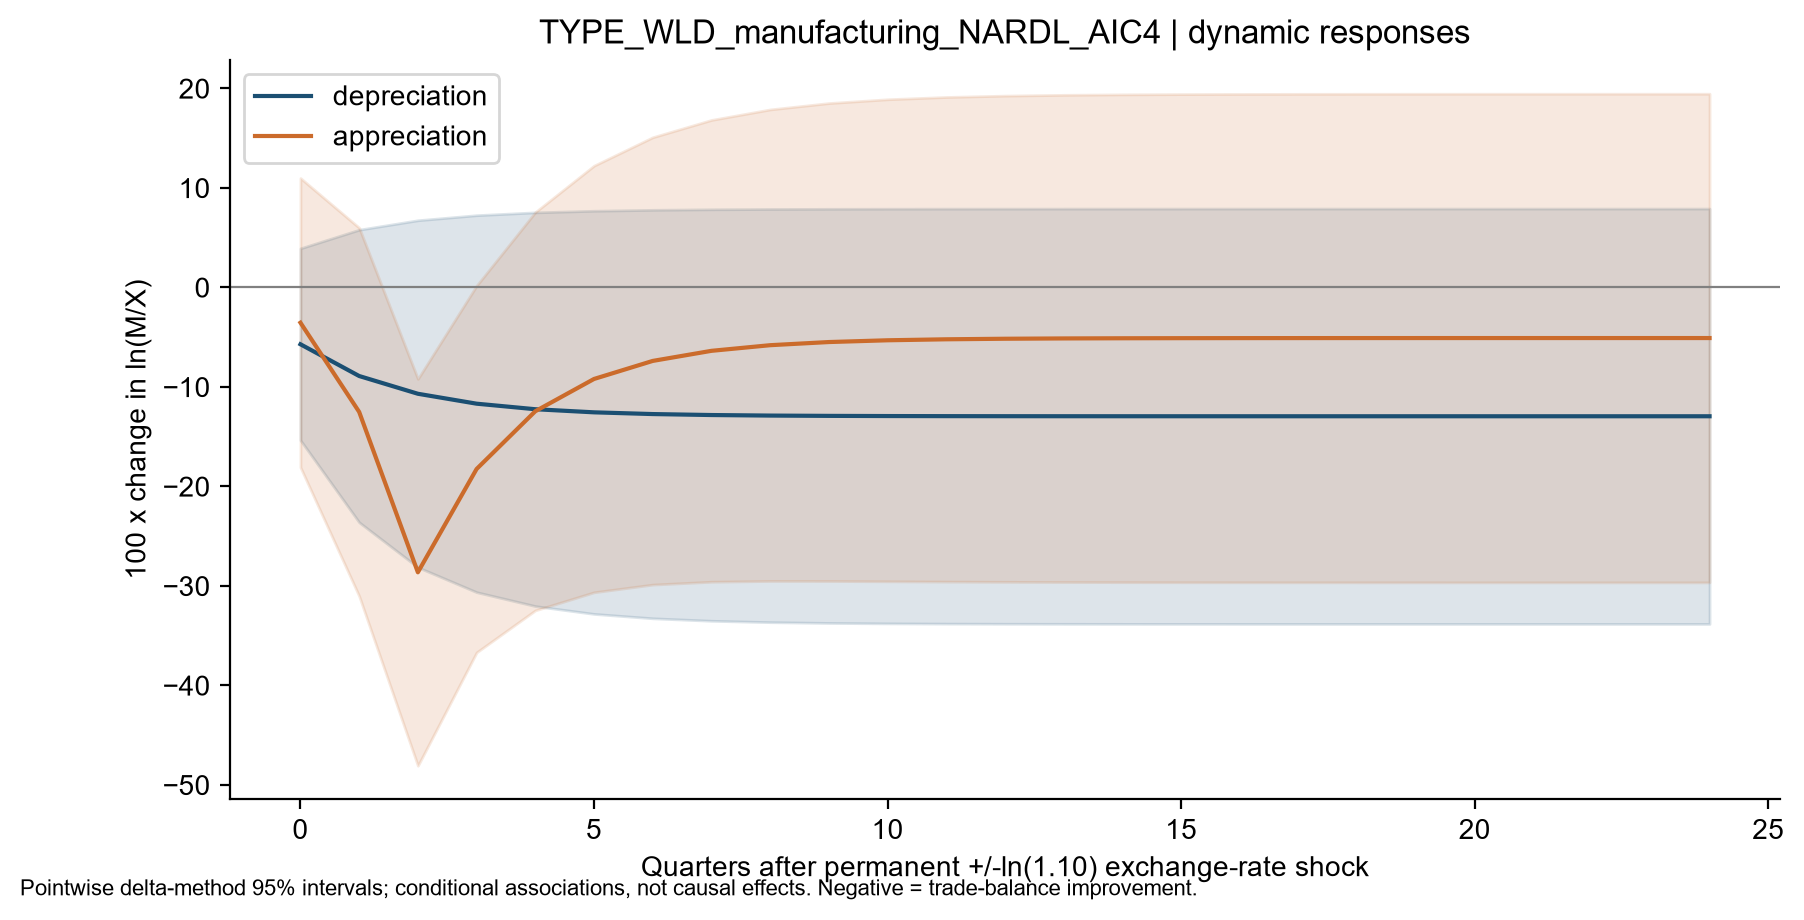 TYPE_WLD_manufacturing_NARDL_AIC4 | dynamic responses
depreciation
appreciation
100 x change in ln(M/X)
20
10
0
−10
−20
−30
−40
−50
0
5
10
15
20
25
Quarters after permanent +/-ln(1.10) exchange-rate shock
Pointwise delta-method 95% intervals; conditional associations, not causal effects. Negative = trade-balance improvement.